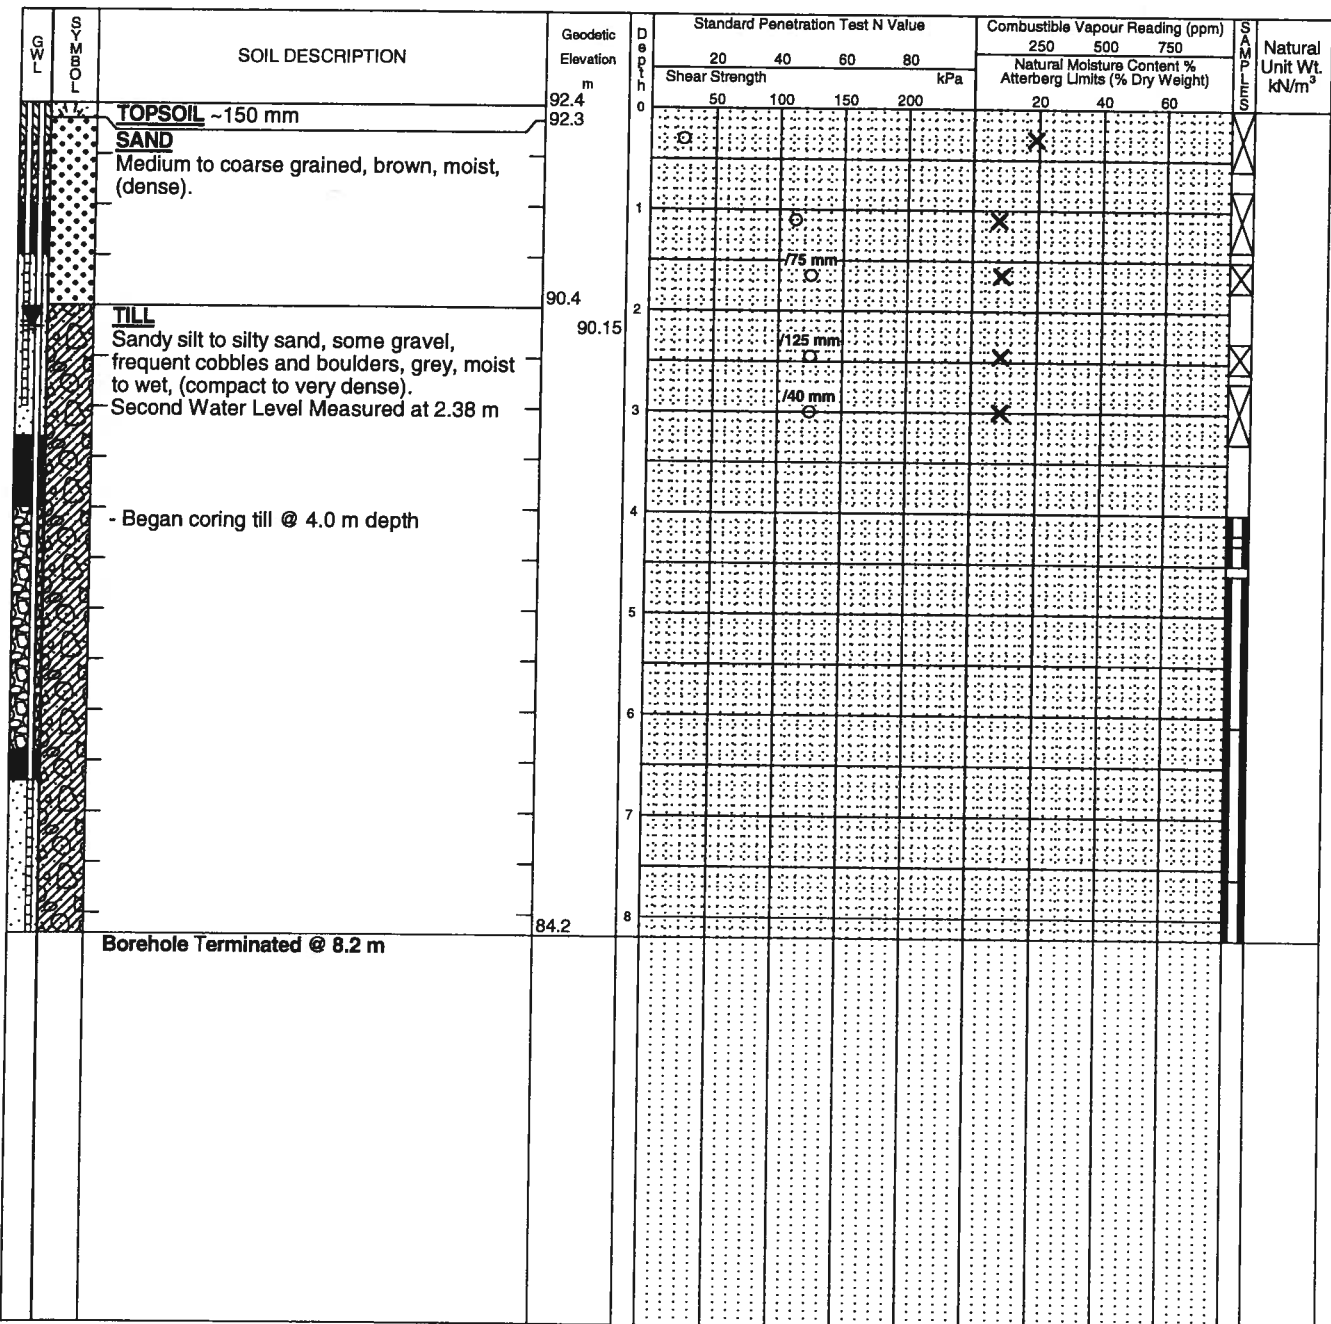 GWL
SYMBOL
SOIL DESCRIPTION
Geodetic
Elevation
m
Depth
Standard Penetration Test N Value
20 40 60 80
Shear Strength kPa
50 100 150 200
Combustible Vapour Reading (ppm)
250 500 750
Natural Moisture Content %
Atterberg Limits (% Dry Weight)
20 40 60
SAMPLES
Natural
Unit Wt.
kN/m³
92.4
0
TOPSOIL ~150 mm
92.3
SAND
Medium to coarse grained, brown, moist,
(dense).
1
/75 mm
90.4
2
TILL
90.15
Sandy silt to silty sand, some gravel,
frequent cobbles and boulders, grey, moist
to wet, (compact to very dense).
Second Water Level Measured at 2.38 m
/125 mm
/40 mm
3
- Began coring till @ 4.0 m depth
4
5
6
7
8
84.2
Borehole Terminated @ 8.2 m